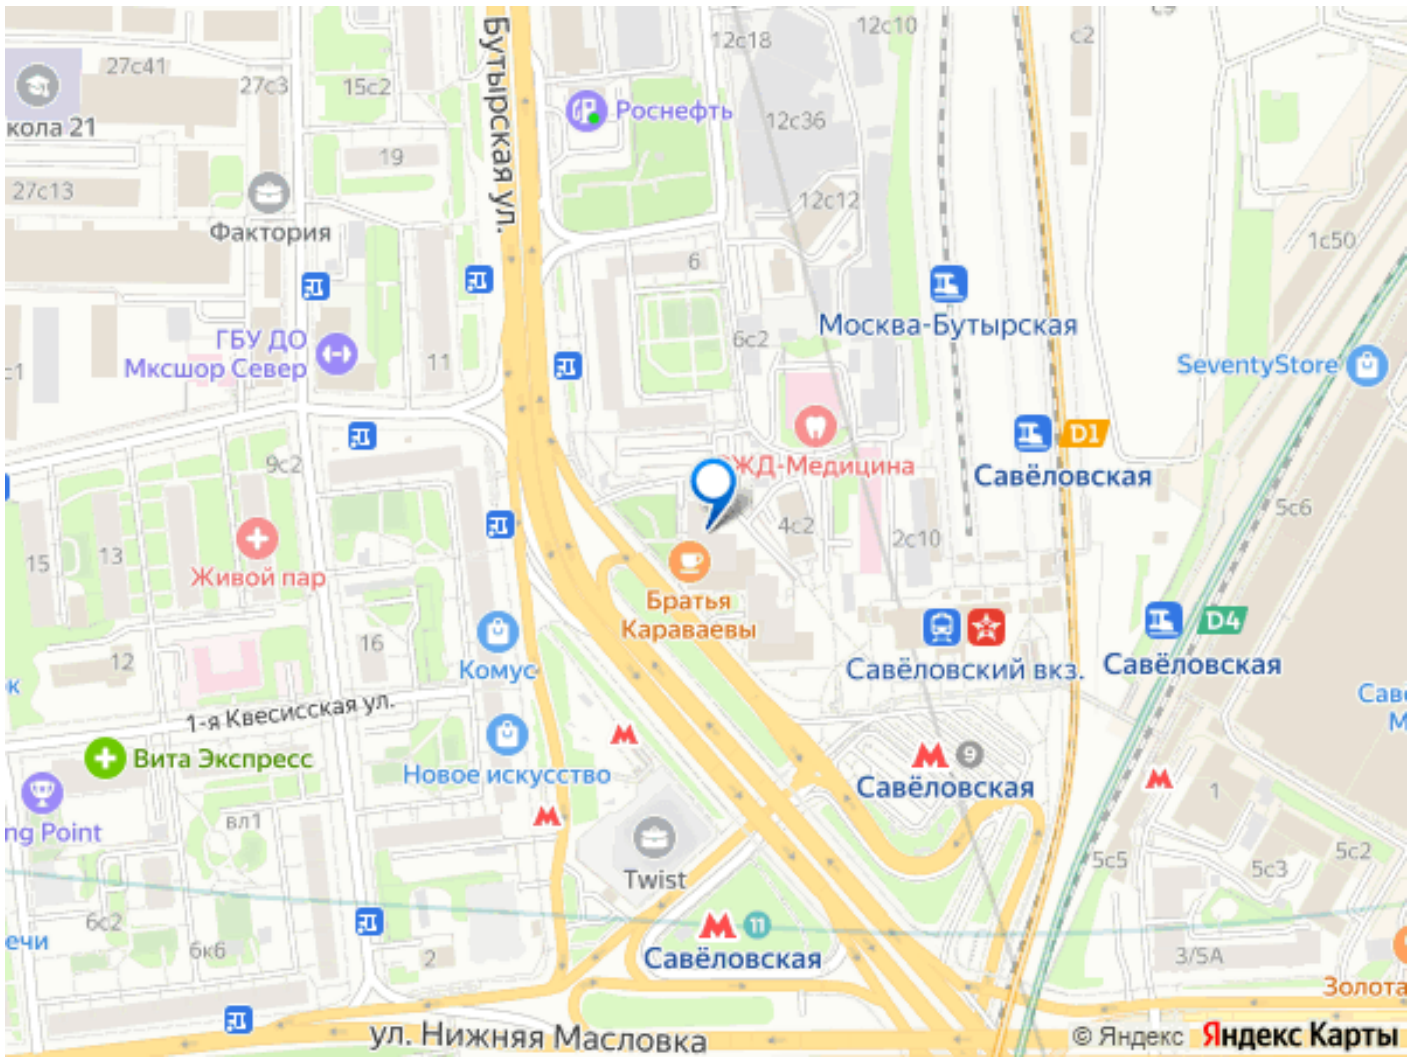 12с18
12с10
с2
27с41
27с3
15с2
Бутырская ул.
Роснефть
12с36
кола 21
19
27с13
12с12
Фактория
1с50
6
Москва-Бутырская
6с2
ГБУ ДО
Мксшор Север
11
SeventyStore
D1
9с2
ЖД-Медицина
Савёловская
5с6
4с2
2с10
15
13
Живой пар
Братья
Караваевы
D4
16
12
Комус
Савёловский вкз.
Савёловская
1-я Квесисская ул.
Вита Экспресс
Новое искусство
9
Савёловская
1
ng Point
вл1
Twist
5с5
5с3
5с2
6с2
11
ечи
6к6
2
Савёловская
3/5А
Золота
ул. Нижняя Масловка
© Яндекс Яндекс Карты